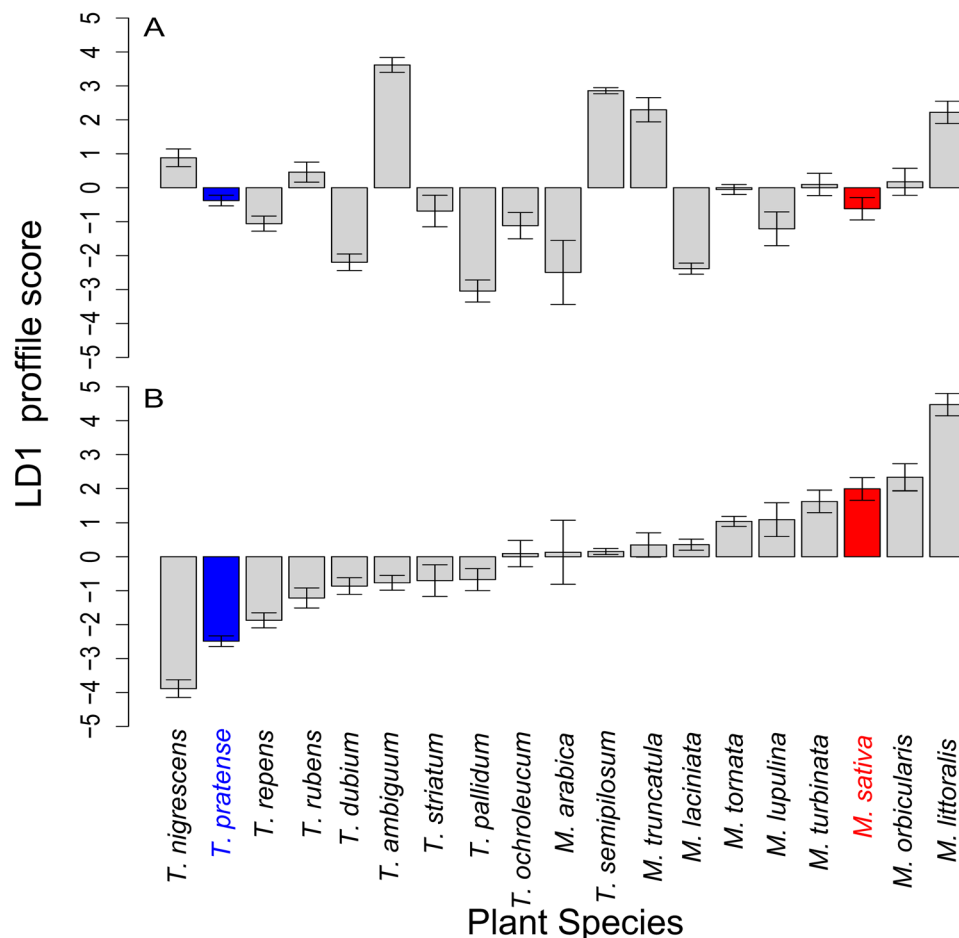 A
5
4
3
2
1
0
−1
−2
−3
−4
−5
B
5
4
3
2
1
0
−1
−2
−3
−4
−5
LD1 proffile score
T. nigrescens
T. pratense
T. repens
T. rubens
T. dubium
T. ambiguum
T. striatum
T. pallidum
T. ochroleucum
M. arabica
T. semipilosum
M. truncatula
M. laciniata
M. tornata
M. lupulina
M. turbinata
M. sativa
M. orbicularis
M. littoralis
Plant Species